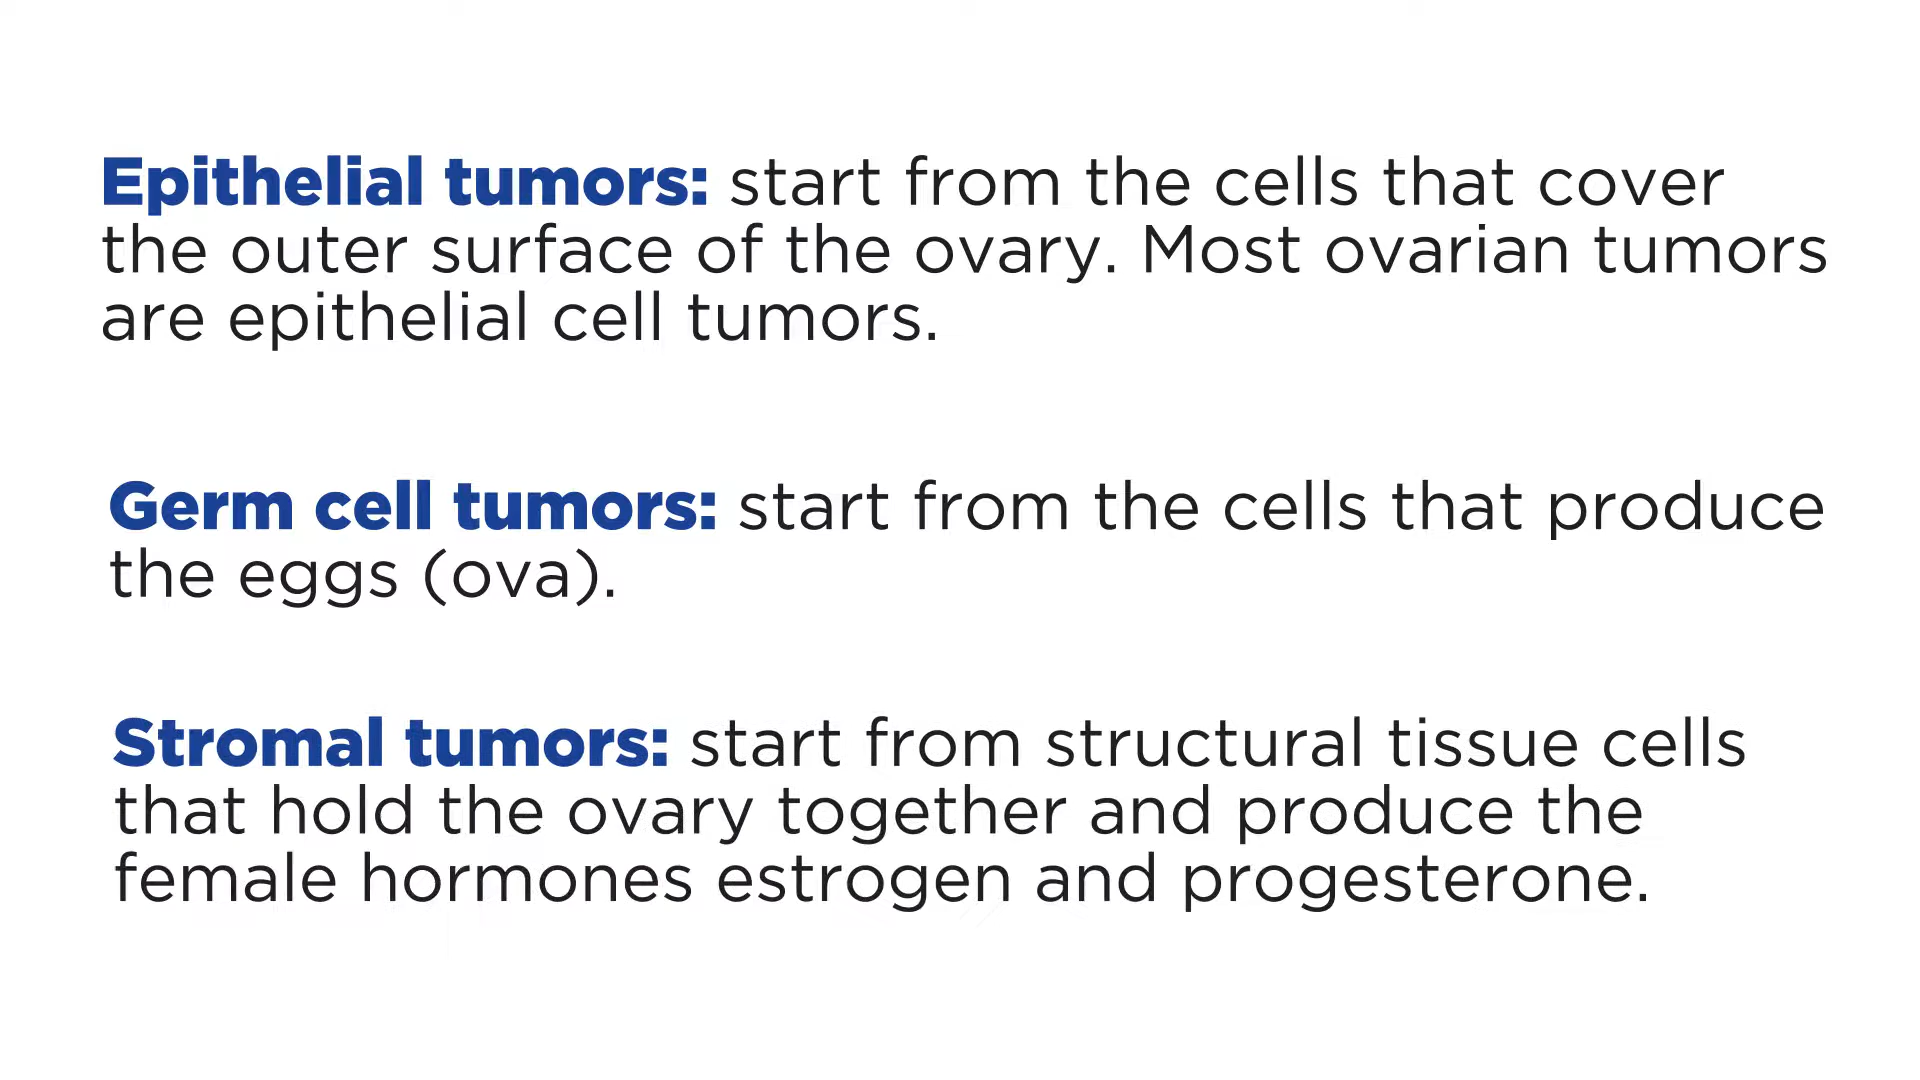 Epithelial tumors: start from the cells that cover
the outer surface of the ovary. Most ovarian tumors
are epithelial cell tumors.
Germ cell tumors: start from the cells that produce
the eggs (ova).
Stromal tumors: start from structural tissue cells
that hold the ovary together and produce the
female hormones estrogen and progesterone.